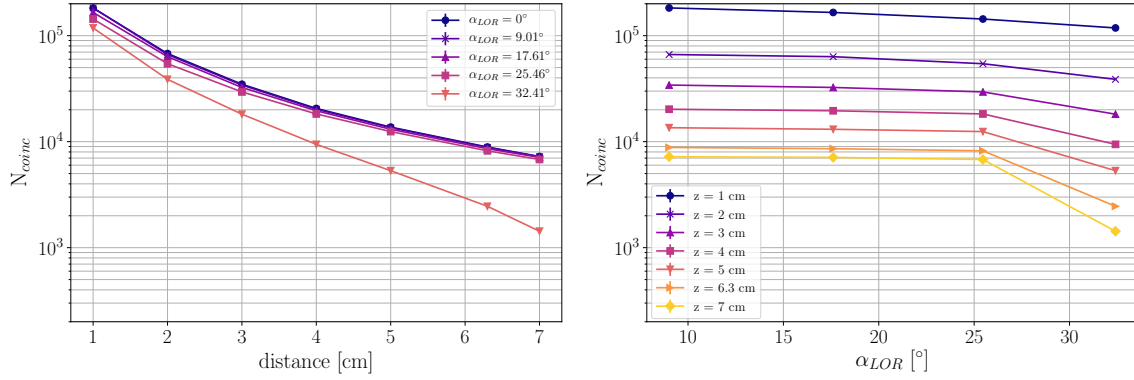 N_coinc
10^5
10^4
10^3
1
2
3
4
5
6
7
distance [cm]
α_LOR = 0°
α_LOR = 9.01°
α_LOR = 17.61°
α_LOR = 25.46°
α_LOR = 32.41°
N_coinc
10^5
10^4
10^3
10
15
20
25
30
α_LOR [°]
z = 1 cm
z = 2 cm
z = 3 cm
z = 4 cm
z = 5 cm
z = 6.3 cm
z = 7 cm